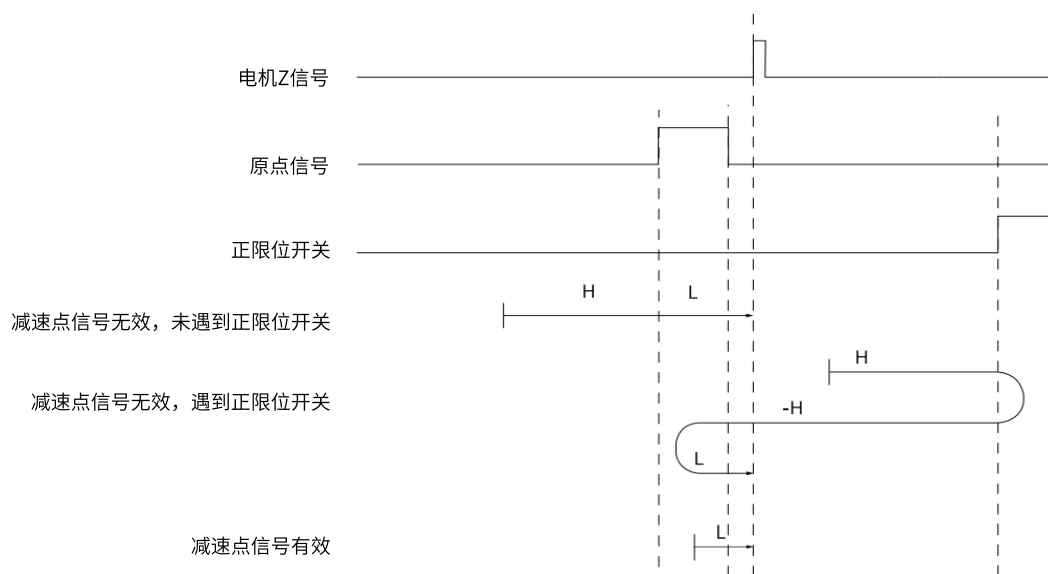 电机Z信号
原点信号
正限位开关
H
L
减速点信号无效，未遇到正限位开关
H
减速点信号无效，遇到正限位开关
-H
L
L
减速点信号有效